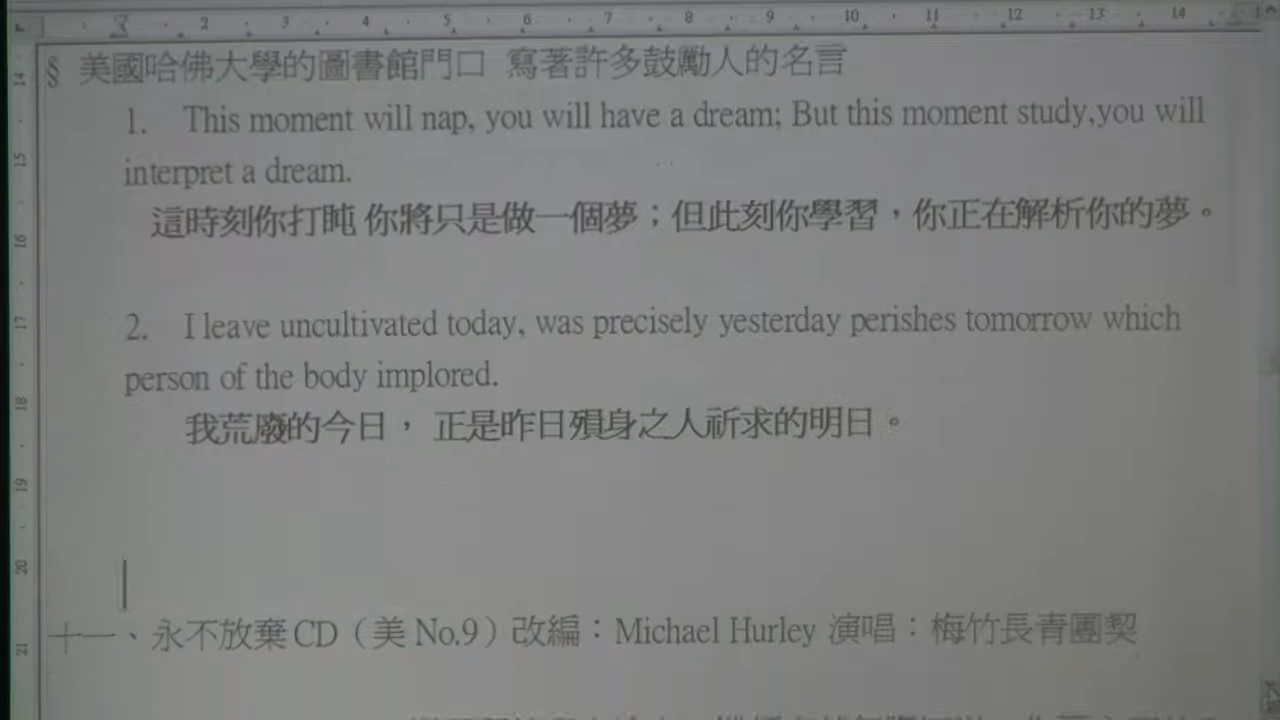 § 美國哈佛大學的圖書館門口 寫著許多鼓勵人的名言
1. This moment will nap, you will have a dream; But this moment study,you will
interpret a dream.
這時刻你打盹 你將只是做一個夢；但此刻你學習，你正在解析你的夢。
2. I leave uncultivated today, was precisely yesterday perishes tomorrow which
person of the body implored.
我荒廢的今日， 正是昨日殞身之人祈求的明日。
十一、永不放棄 CD（美 No.9）改編：Michael Hurley 演唱：梅竹長青團契